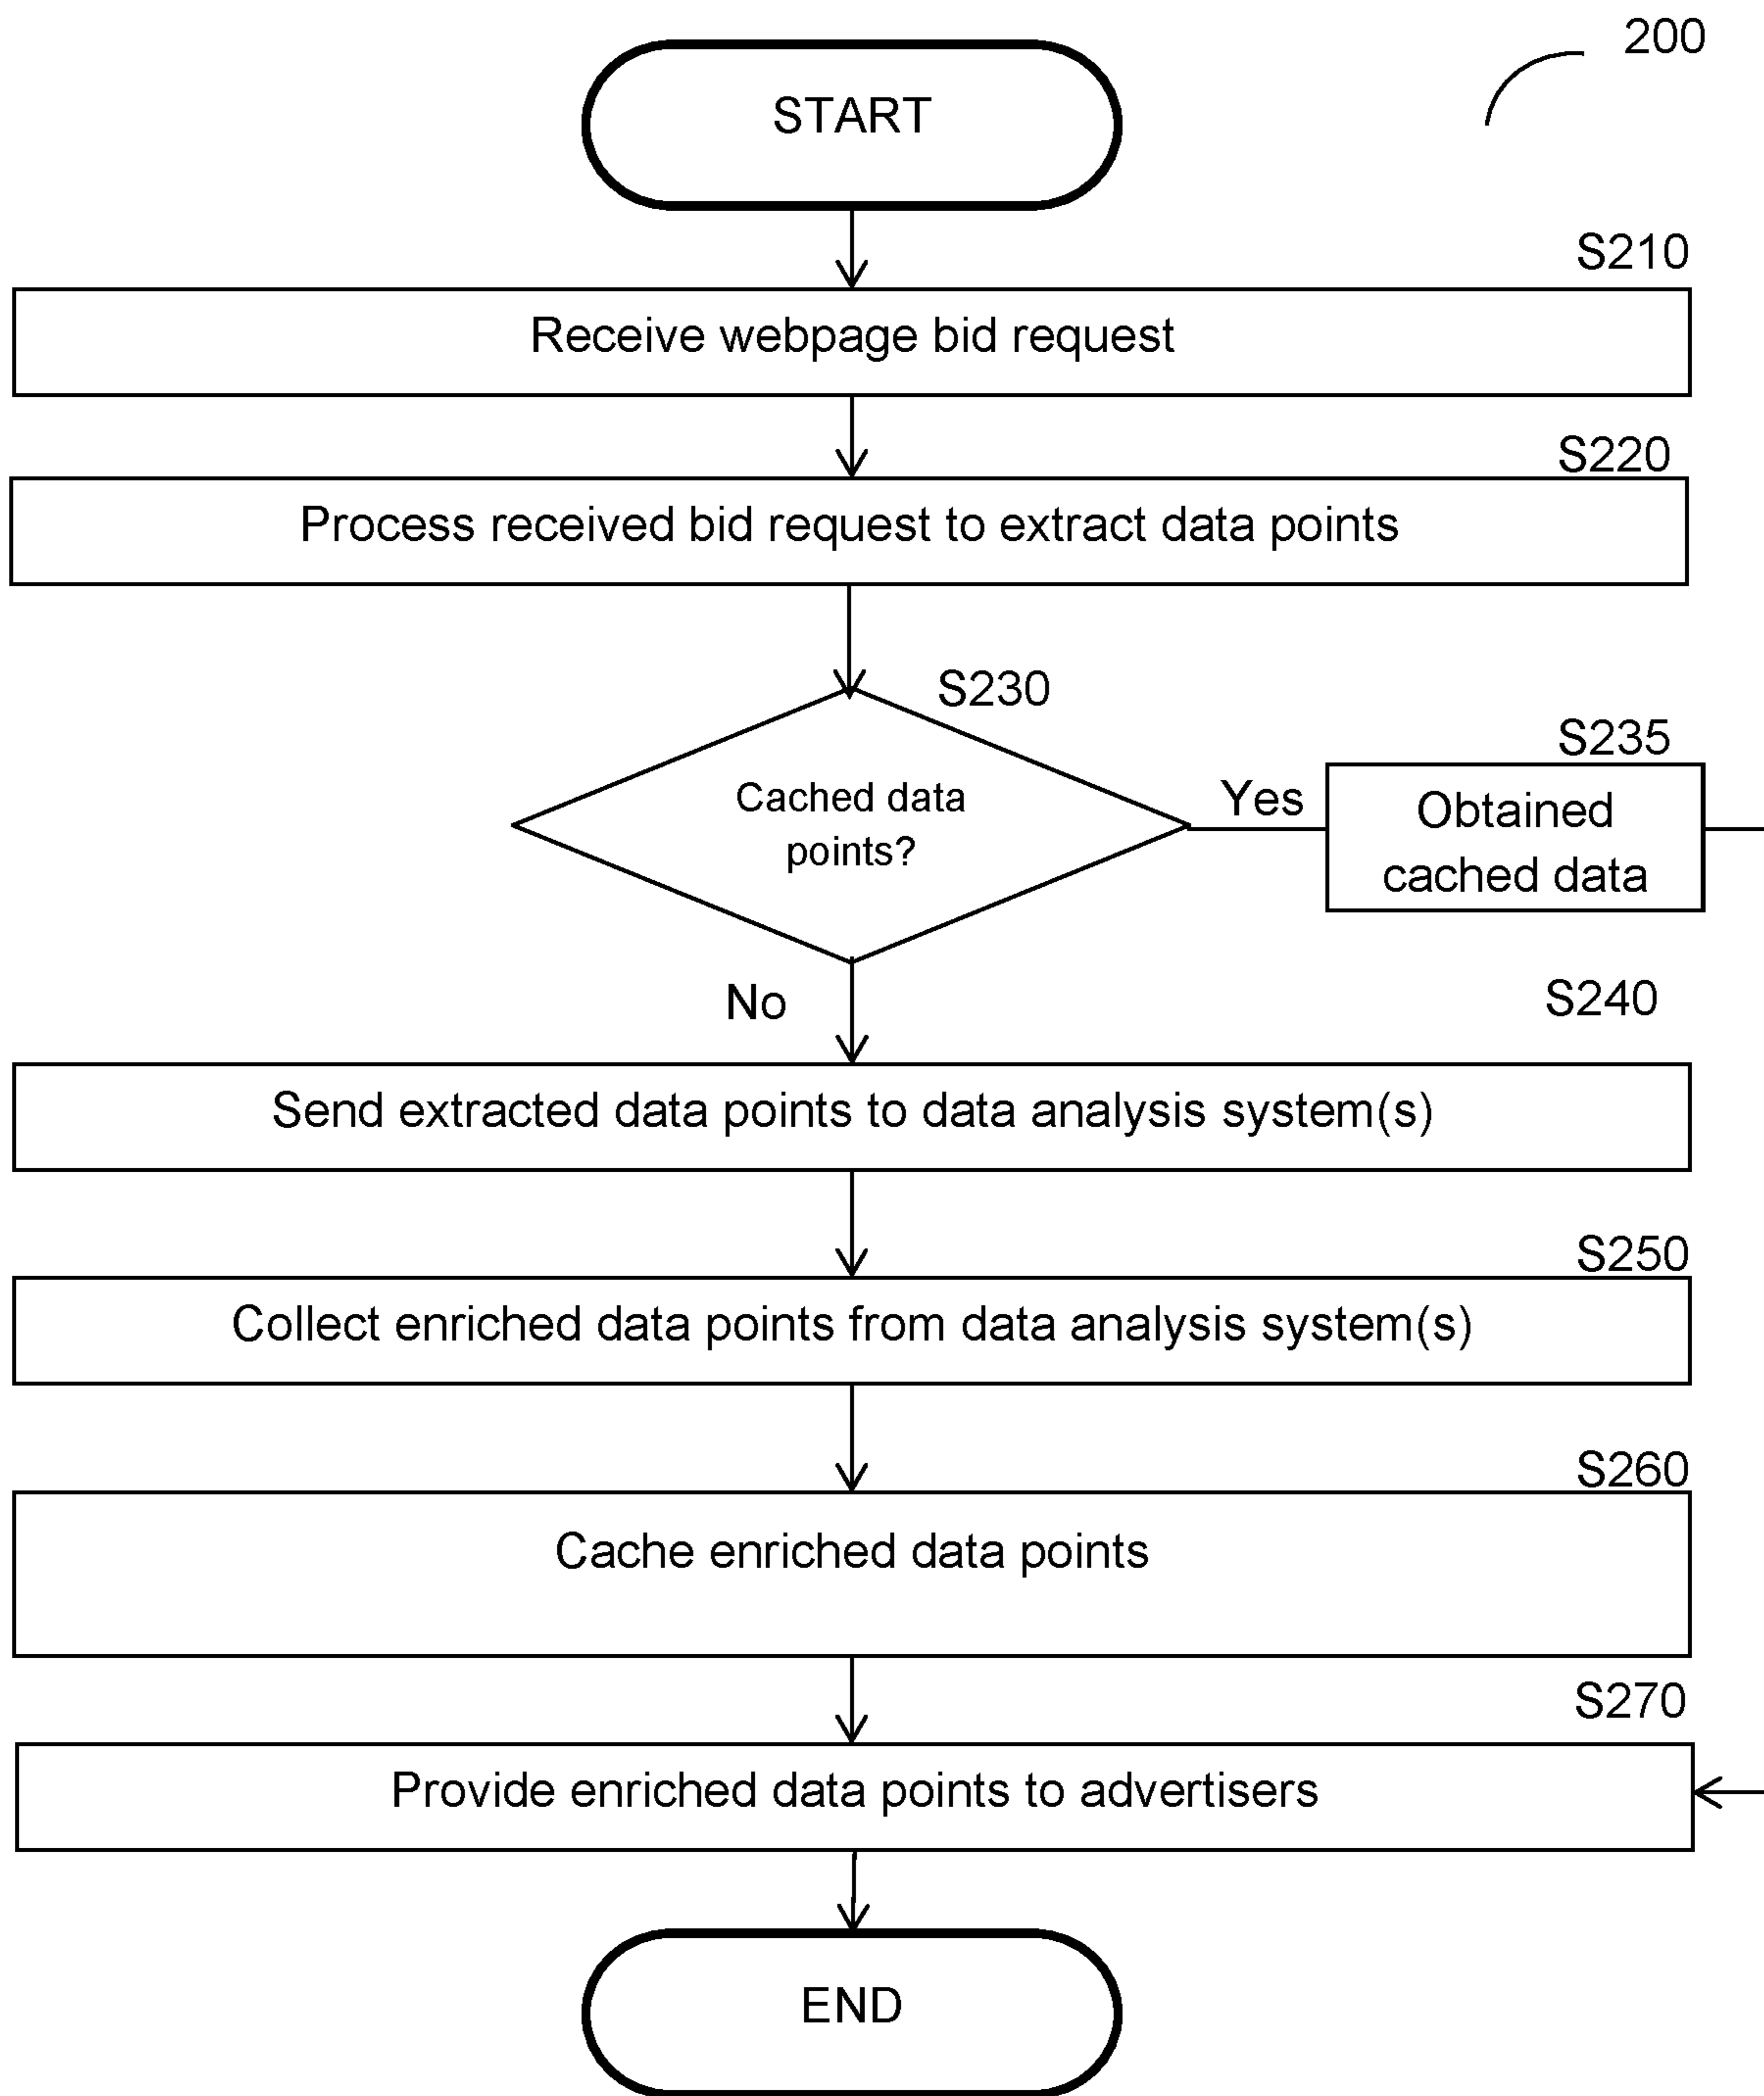 200
START
S210
Receive webpage bid request
S220
Process received bid request to extract data points
S230
Cached data
points?
Yes
S235
Obtained
cached data
No
S240
Send extracted data points to data analysis system(s)
S250
Collect enriched data points from data analysis system(s)
S260
Cache enriched data points
S270
Provide enriched data points to advertisers
END